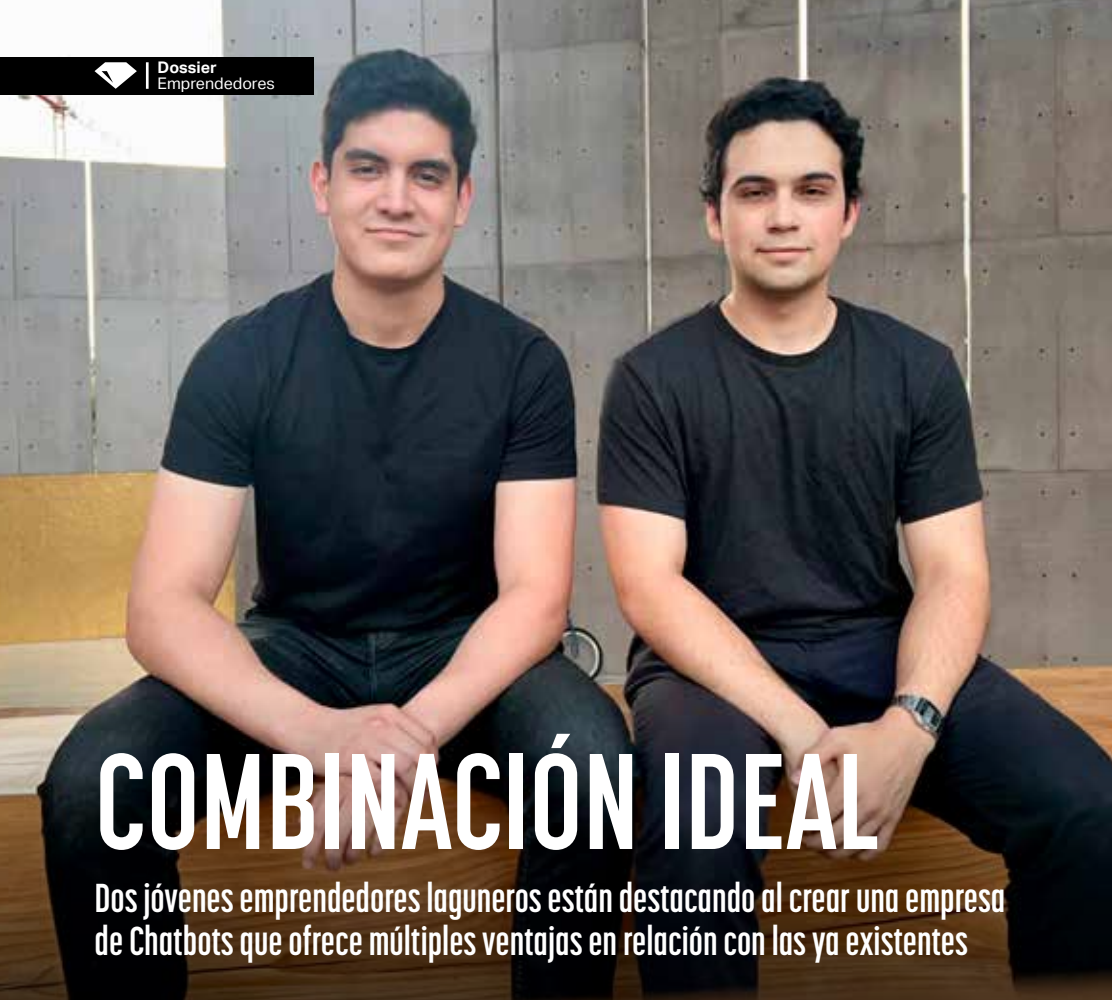 Dossier
Emprendedores
COMBINACIÓN IDEAL
Dos jóvenes emprendedores laguneros están destacando al crear una empresa
de Chatbots que ofrece múltiples ventajas en relación con las ya existentes